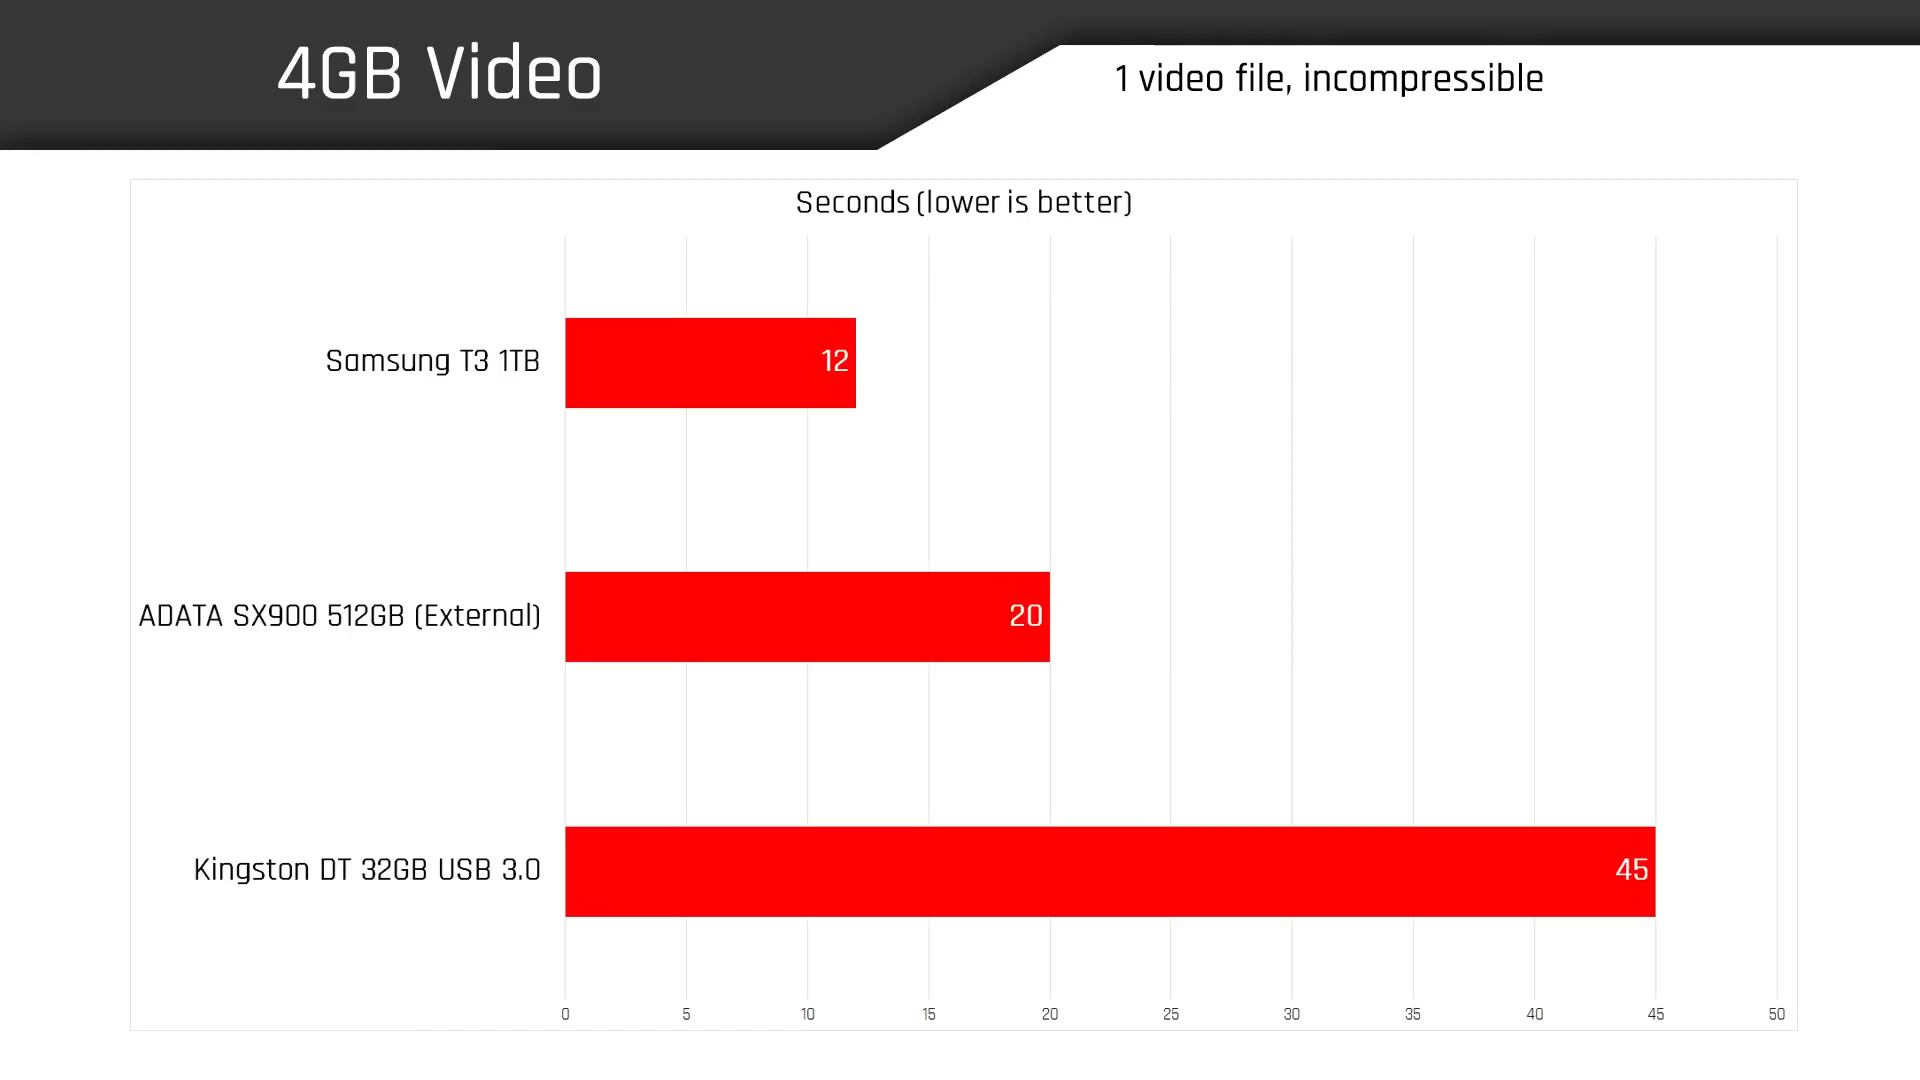 4GB Video
1 video file, incompressible
Seconds (lower is better)
Samsung T3 1TB
12
ADATA SX900 512GB (External)
20
Kingston DT 32GB USB 3.0
45
0 5 10 15 20 25 30 35 40 45 50